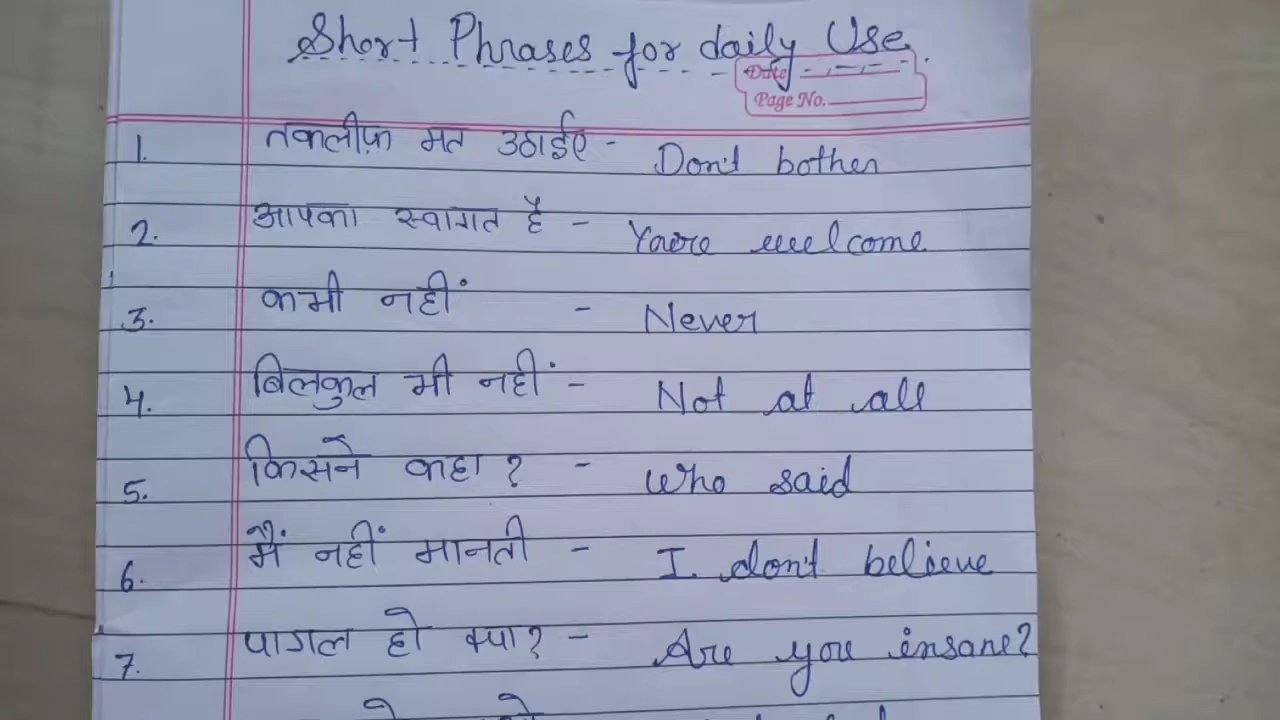 Short Phrases for daily Use.
Date
Page No.
1. तकलीफ़ मत उठाईए - Don't bother
2. आपका स्वागत है - You're welcome
3. कभी नहीं - Never
4. बिलकुल भी नहीं - Not at all
5. किसने कहा? - Who said
6. मैं नहीं मानती - I don't believe
7. पागल हो क्या? - Are you insane?